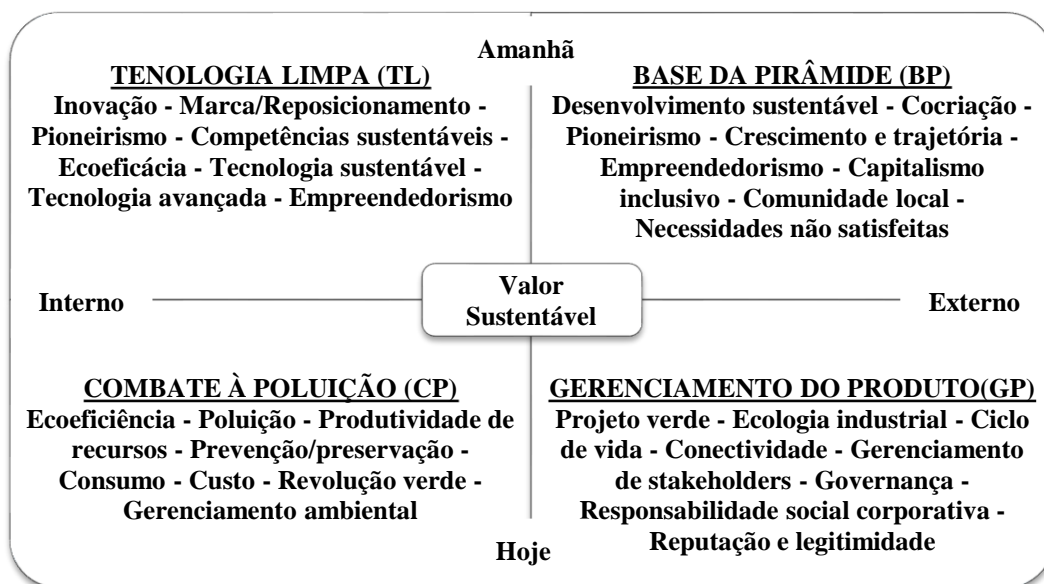 Amanhã
TENOLOGIA LIMPA (TL)
Inovação - Marca/Reposicionamento -
Pioneirismo - Competências sustentáveis -
Ecoeficácia - Tecnologia sustentável -
Tecnologia avançada - Empreendedorismo
BASE DA PIRÂMIDE (BP)
Desenvolvimento sustentável - Cocriação -
Pioneirismo - Crescimento e trajetória -
Empreendedorismo - Capitalismo
inclusivo - Comunidade local -
Necessidades não satisfeitas
Interno
Valor
Sustentável
Externo
COMBATE À POLUIÇÃO (CP)
Ecoeficiência - Poluição - Produtividade de
recursos - Prevenção/preservação -
Consumo - Custo - Revolução verde -
Gerenciamento ambiental
GERENCIAMENTO DO PRODUTO(GP)
Projeto verde - Ecologia industrial - Ciclo
de vida - Conectividade - Gerenciamento
de stakeholders - Governança -
Responsabilidade social corporativa -
Reputação e legitimidade
Hoje